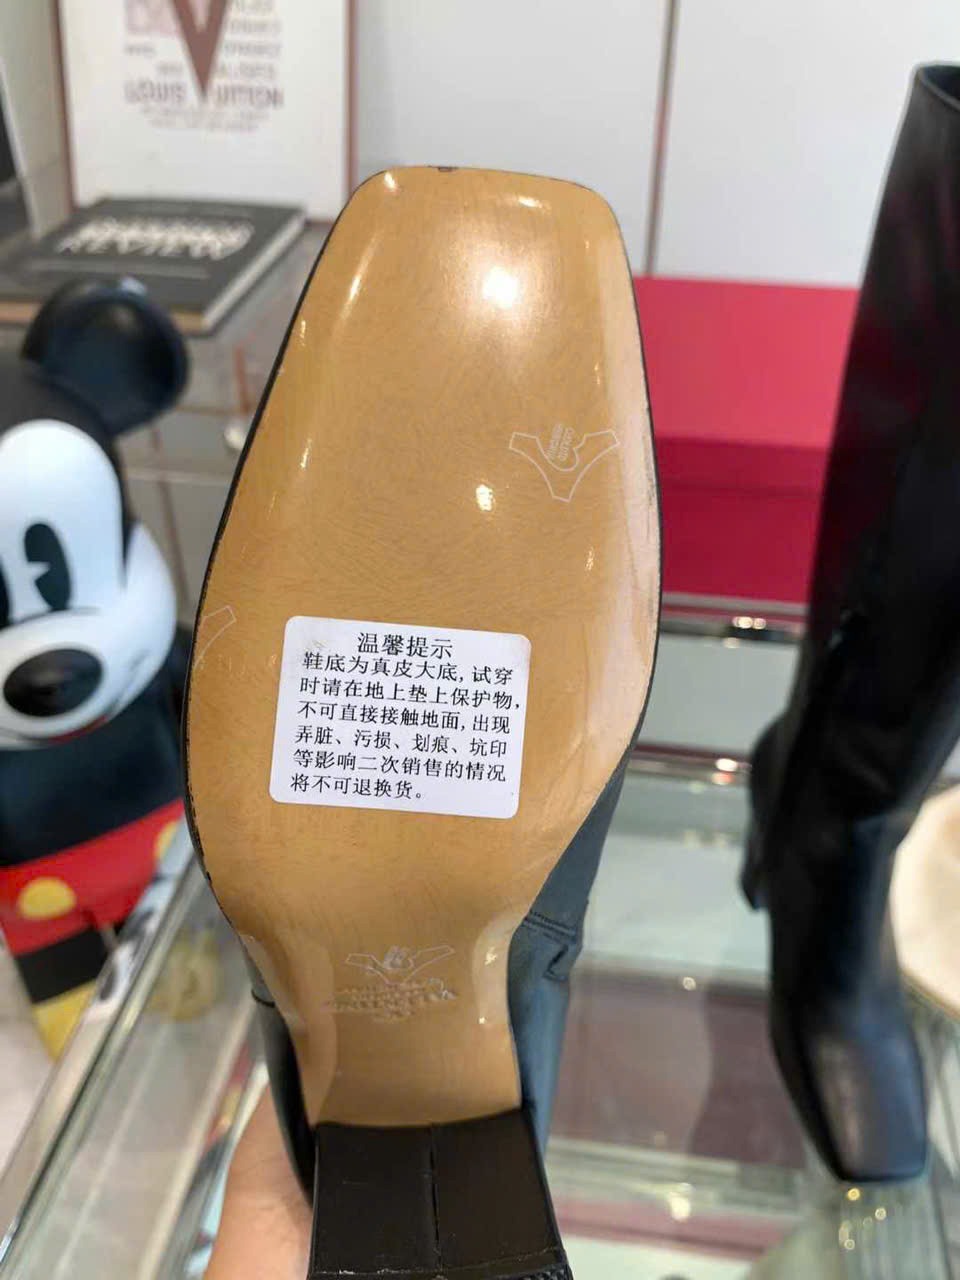 LOUIS VUITTON
REVIEW
温馨提示
鞋底为真皮大底,试穿
时请在地上垫上保护物,
不可直接接触地面,出现
弄脏、污损、划痕、坑印
等影响二次销售的情况
将不可退换货。